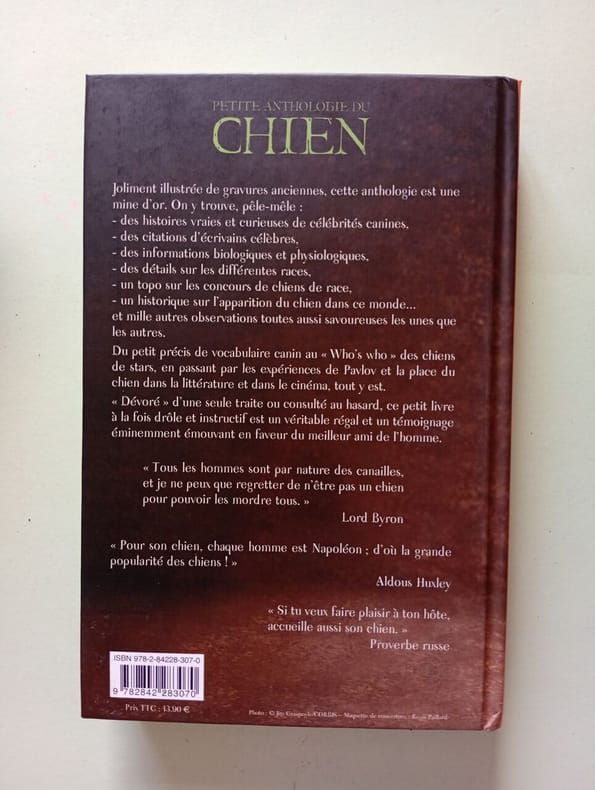 PETITE ANTHOLOGIE DU
CHIEN
Joliment illustrée de gravures anciennes, cette anthologie est une
mine d'or. On y trouve, pêle-mêle :
- des histoires vraies et curieuses de célébrités canines,
- des citations d'écrivains célèbres,
- des informations biologiques et physiologiques,
- des détails sur les différentes races,
- un topo sur les concours de chiens de race,
- un historique sur l'apparition du chien dans ce monde...
et mille autres observations toutes aussi savoureuses les unes que
les autres.
Du petit précis de vocabulaire canin au « Who's who » des chiens
de stars, en passant par les expériences de Pavlov et la place du
chien dans la littérature et dans le cinéma, tout y est.
« Dévoré » d'une seule traite ou consulté au hasard, ce petit livre
à la fois drôle et instructif est un véritable régal et un témoignage
éminemment émouvant en faveur du meilleur ami de l'homme.
« Tous les hommes sont par nature des canailles,
et je ne peux que regretter de n'être pas un chien
pour pouvoir les mordre tous. »
Lord Byron
« Pour son chien, chaque homme est Napoléon ; d'où la grande
popularité des chiens ! »
Aldous Huxley
« Si tu veux faire plaisir à ton hôte,
accueille aussi son chien. »
Proverbe russe
ISBN 978-2-84228-307-0
9 782842 283070
Prix TTC : 13,90 €
Photo : © Jim /CORBIS – Maquette de couverture : Régis Paillard